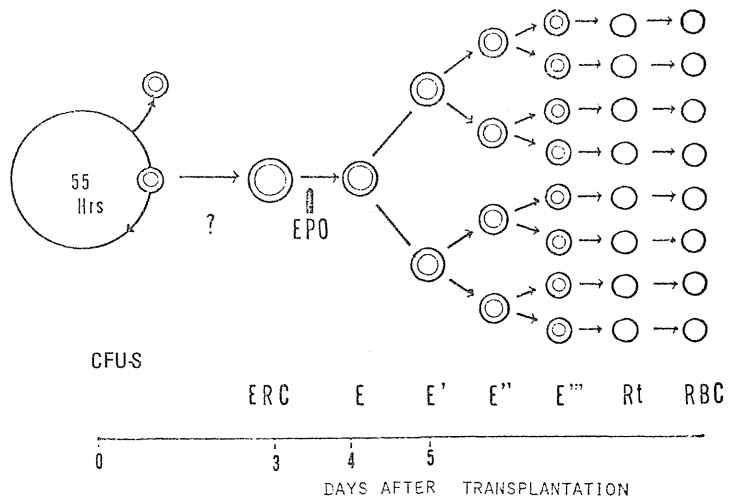 55
Hrs
?
EPO
CFU-S
ERC E E' E'' E''' Rt RBC
0 3 4 5
DAYS AFTER TRANSPLANTATION